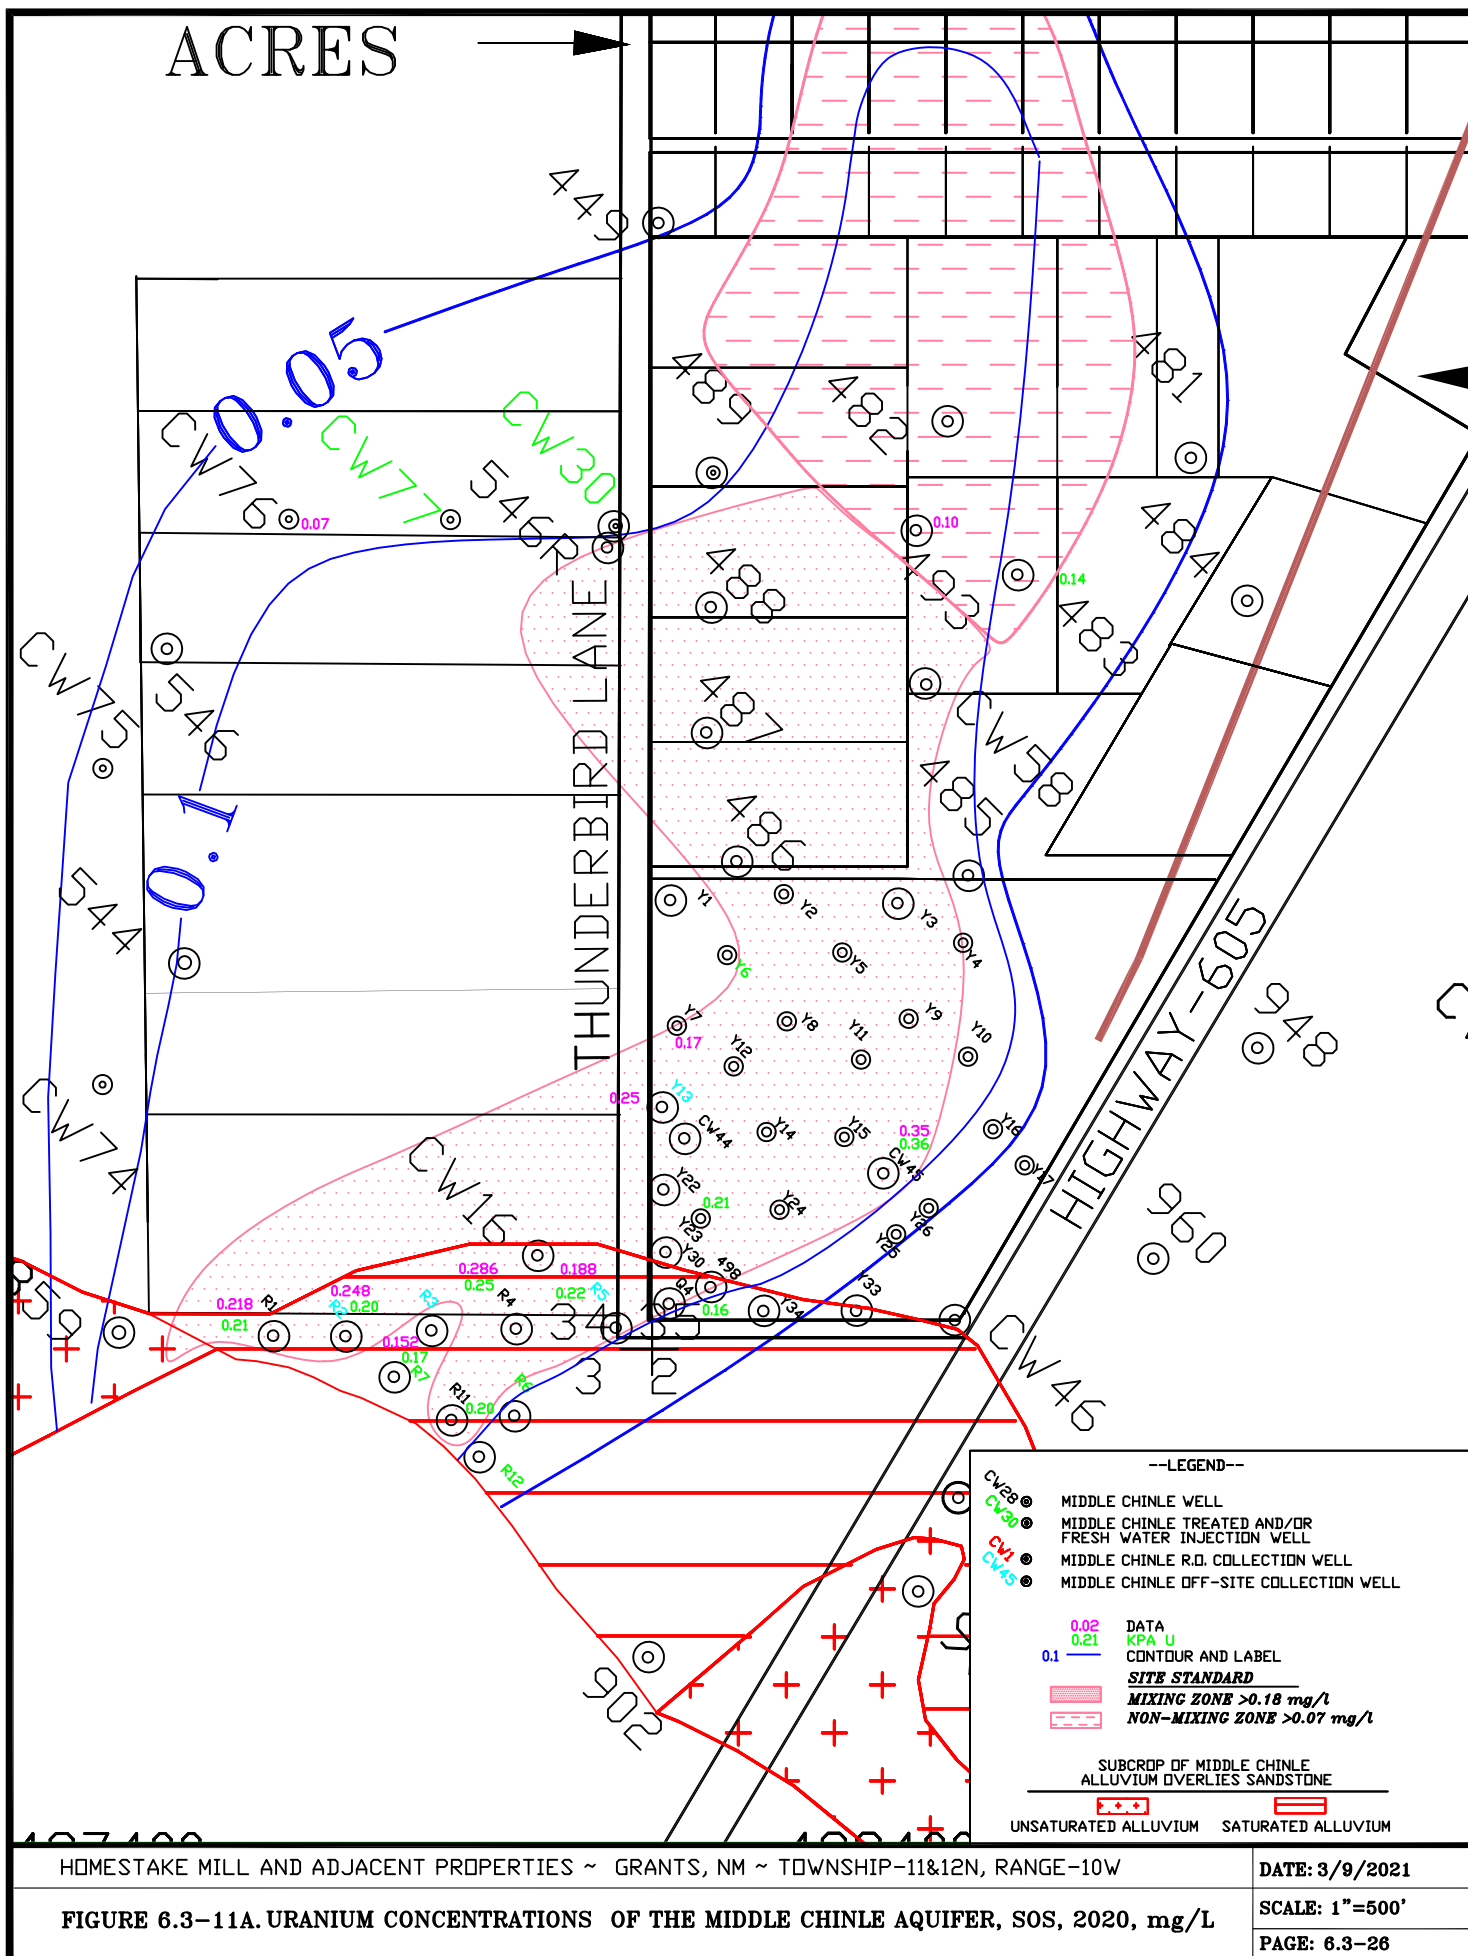 ACRES
449
0.05
CW76
0.07
CW77
CW30
546R
489
482
481
0.10
493
484
0.14
483
488
487
486
485
CW58
CW75
546
0.1
544
THUNDERBIRD LANE
CW74
CW16
Y1
Y2
Y3
Y4
Y5
Y6
Y7
0.17
Y8
Y9
Y10
Y11
Y12
0.25
Y13
CW44
Y14
Y15
0.35
0.36
CW45
Y16
Y17
Y22
0.21
Y23
Y24
Y25
Y26
Y30
498
Q4
0.16
Y34
Y33
HIGHWAY-605
948
960
CW46
59
0.218
0.21
R1
0.248
0.20
R2
R3
0.286
0.25
R4
0.188
0.22
R5
34
35
3
2
0.152
0.17
R7
R11
0.20
R6
R12
902
--LEGEND--
CW28 MIDDLE CHINLE WELL
CW30 MIDDLE CHINLE TREATED AND/OR
FRESH WATER INJECTION WELL
CW1 MIDDLE CHINLE R.O. COLLECTION WELL
CW45 MIDDLE CHINLE OFF-SITE COLLECTION WELL
0.02 DATA
0.21 KPA U
0.1 CONTOUR AND LABEL
SITE STANDARD
MIXING ZONE >0.18 mg/l
NON-MIXING ZONE >0.07 mg/l
SUBCROP OF MIDDLE CHINLE
ALLUVIUM OVERLIES SANDSTONE
UNSATURATED ALLUVIUM SATURATED ALLUVIUM
HOMESTAKE MILL AND ADJACENT PROPERTIES ~ GRANTS, NM ~ TOWNSHIP-11&12N, RANGE-10W
DATE: 3/9/2021
FIGURE 6.3-11A. URANIUM CONCENTRATIONS OF THE MIDDLE CHINLE AQUIFER, SOS, 2020, mg/L
SCALE: 1"=500'
PAGE: 6.3-26